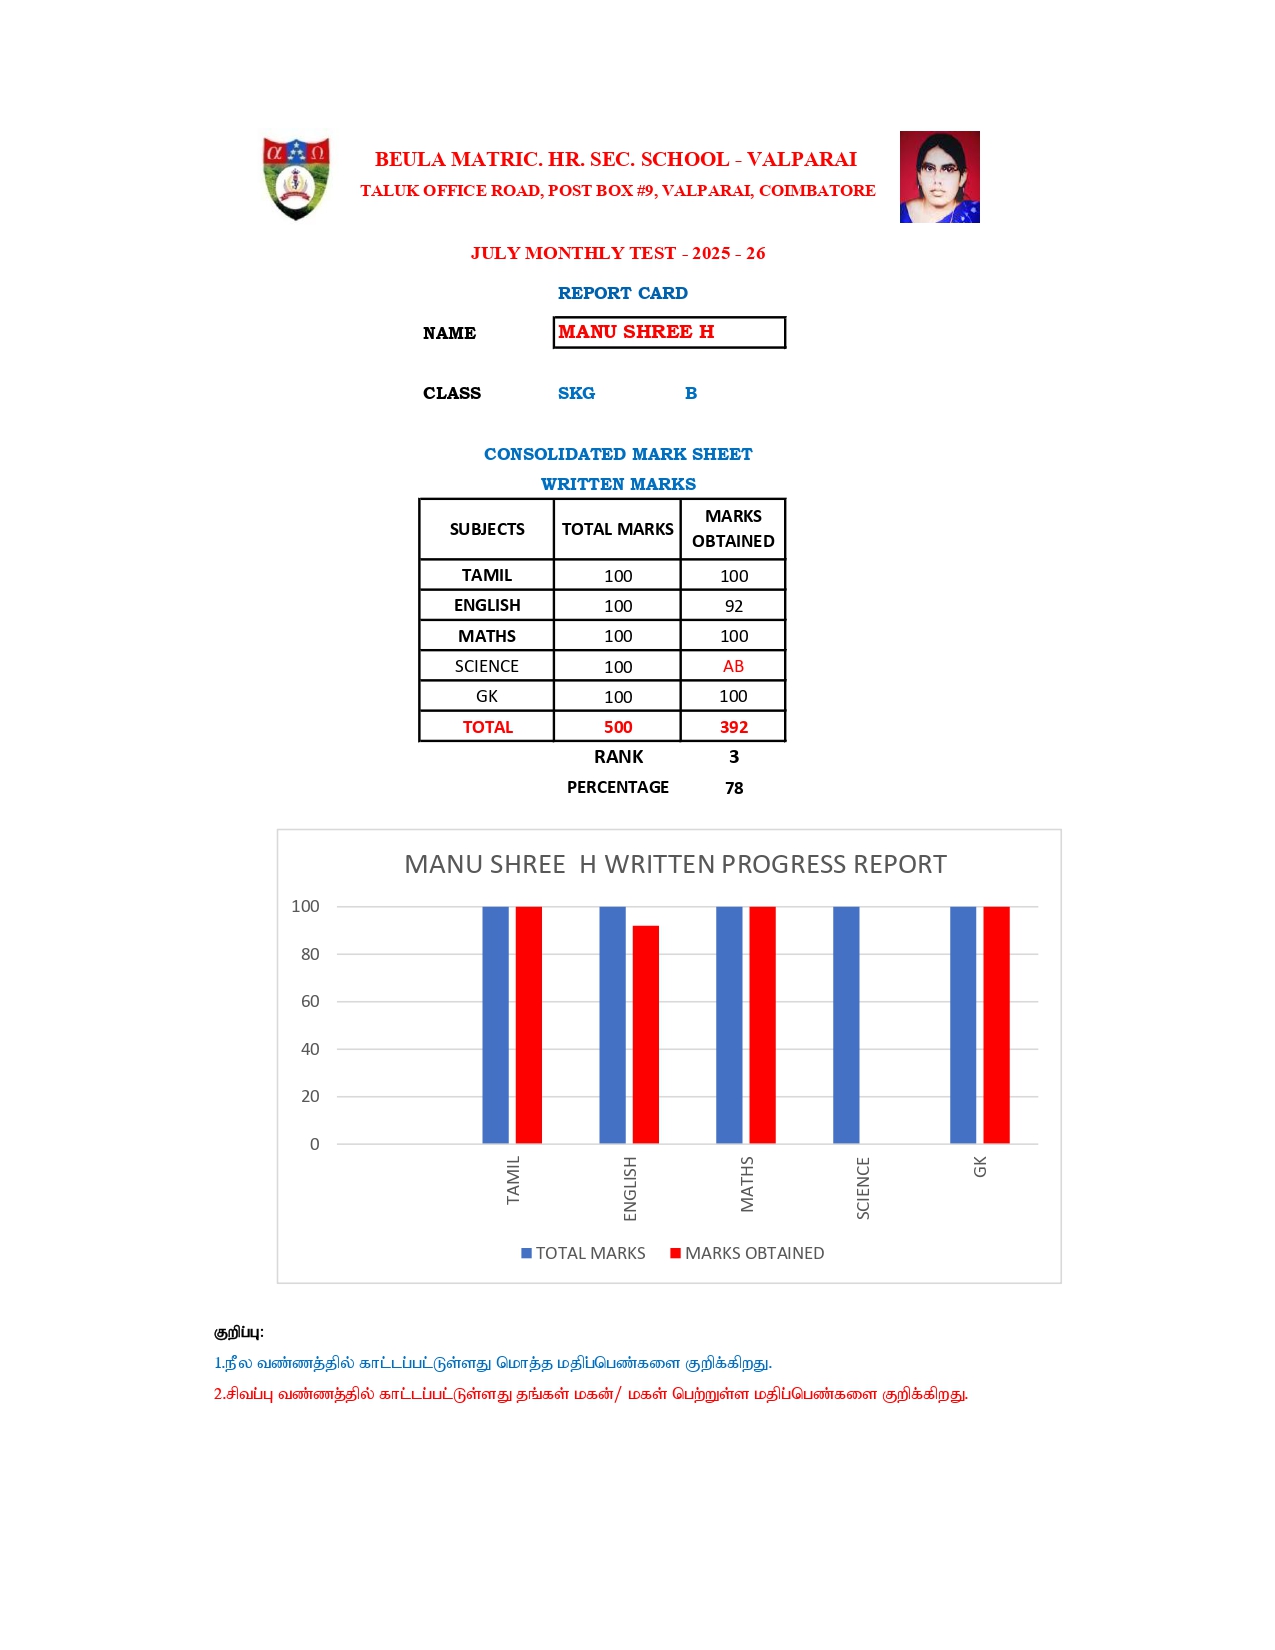 α Ω
BEULA MATRIC. HR. SEC. SCHOOL - VALPARAI
TALUK OFFICE ROAD, POST BOX #9, VALPARAI, COIMBATORE
JULY MONTHLY TEST - 2025 - 26
REPORT CARD
NAME MANU SHREE H
CLASS SKG B
CONSOLIDATED MARK SHEET
WRITTEN MARKS
SUBJECTS TOTAL MARKS MARKS OBTAINED
TAMIL 100 100
ENGLISH 100 92
MATHS 100 100
SCIENCE 100 AB
GK 100 100
TOTAL 500 392
RANK 3
PERCENTAGE 78
MANU SHREE  H WRITTEN PROGRESS REPORT
100
80
60
40
20
0
TAMIL ENGLISH MATHS SCIENCE GK
TOTAL MARKS MARKS OBTAINED
குறிப்பு:
1.நீல வண்ணத்தில் காட்டப்பட்டுள்ளது மொத்த மதிப்பெண்களை குறிக்கிறது.
2.சிவப்பு வண்ணத்தில் காட்டப்பட்டுள்ளது தங்கள் மகன்/ மகள் பெற்றுள்ள மதிப்பெண்களை குறிக்கிறது.